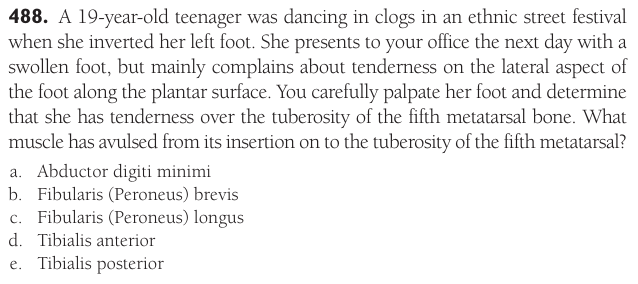 488. A 19-year-old teenager was dancing in clogs in an ethnic street festival
when she inverted her left foot. She presents to your office the next day with a
swollen foot, but mainly complains about tenderness on the lateral aspect of
the foot along the plantar surface. You carefully palpate her foot and determine
that she has tenderness over the tuberosity of the fifth metatarsal bone. What
muscle has avulsed from its insertion on to the tuberosity of the fifth metatarsal?
a. Abductor digiti minimi
b. Fibularis (Peroneus) brevis
c. Fibularis (Peroneus) longus
d. Tibialis anterior
e. Tibialis posterior